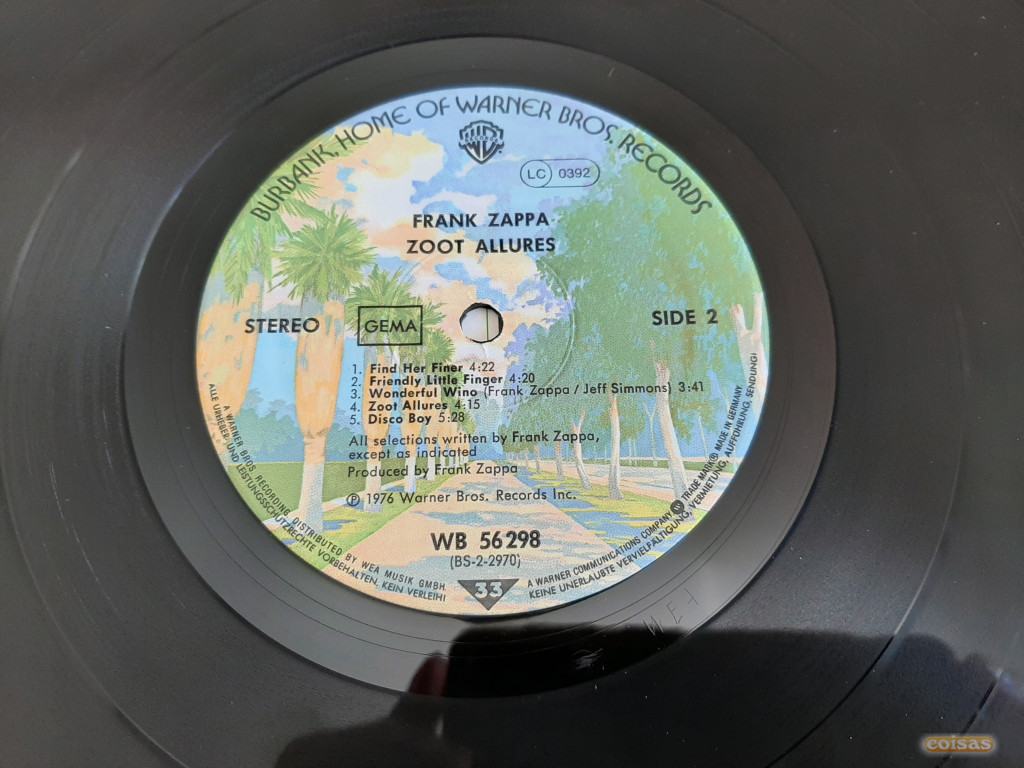 BURBANK, HOME OF WARNER BROS. RECORDS
RECORDS
LC 0392
FRANK ZAPPA
ZOOT ALLURES
STEREO
GEMA
SIDE 2
1. Find Her Finer 4:22
2. Friendly Little Finger 4:20
3. Wonderful Wino (Frank Zappa / Jeff Simmons) 3:41
4. Zoot Allures 4:15
5. Disco Boy 5:28
All selections written by Frank Zappa,
except as indicated
Produced by Frank Zappa
℗ 1976 Warner Bros. Records Inc.
WB 56 298
(BS-2-2970)
33
A WARNER BROS. RECORDING DISTRIBUTED BY WEA MUSIK GMBH
ALLE URHEBER- UND LEISTUNGSSCHUTZRECHTE VORBEHALTEN, KEIN VERLEIH!
A WARNER COMMUNICATIONS COMPANY TRADE MARK® MADE IN GERMANY
KEINE UNERLAUBTE VERVIELFÄLTIGUNG, VERMIETUNG, AUFFÜHRUNG, SENDUNG!
coisas